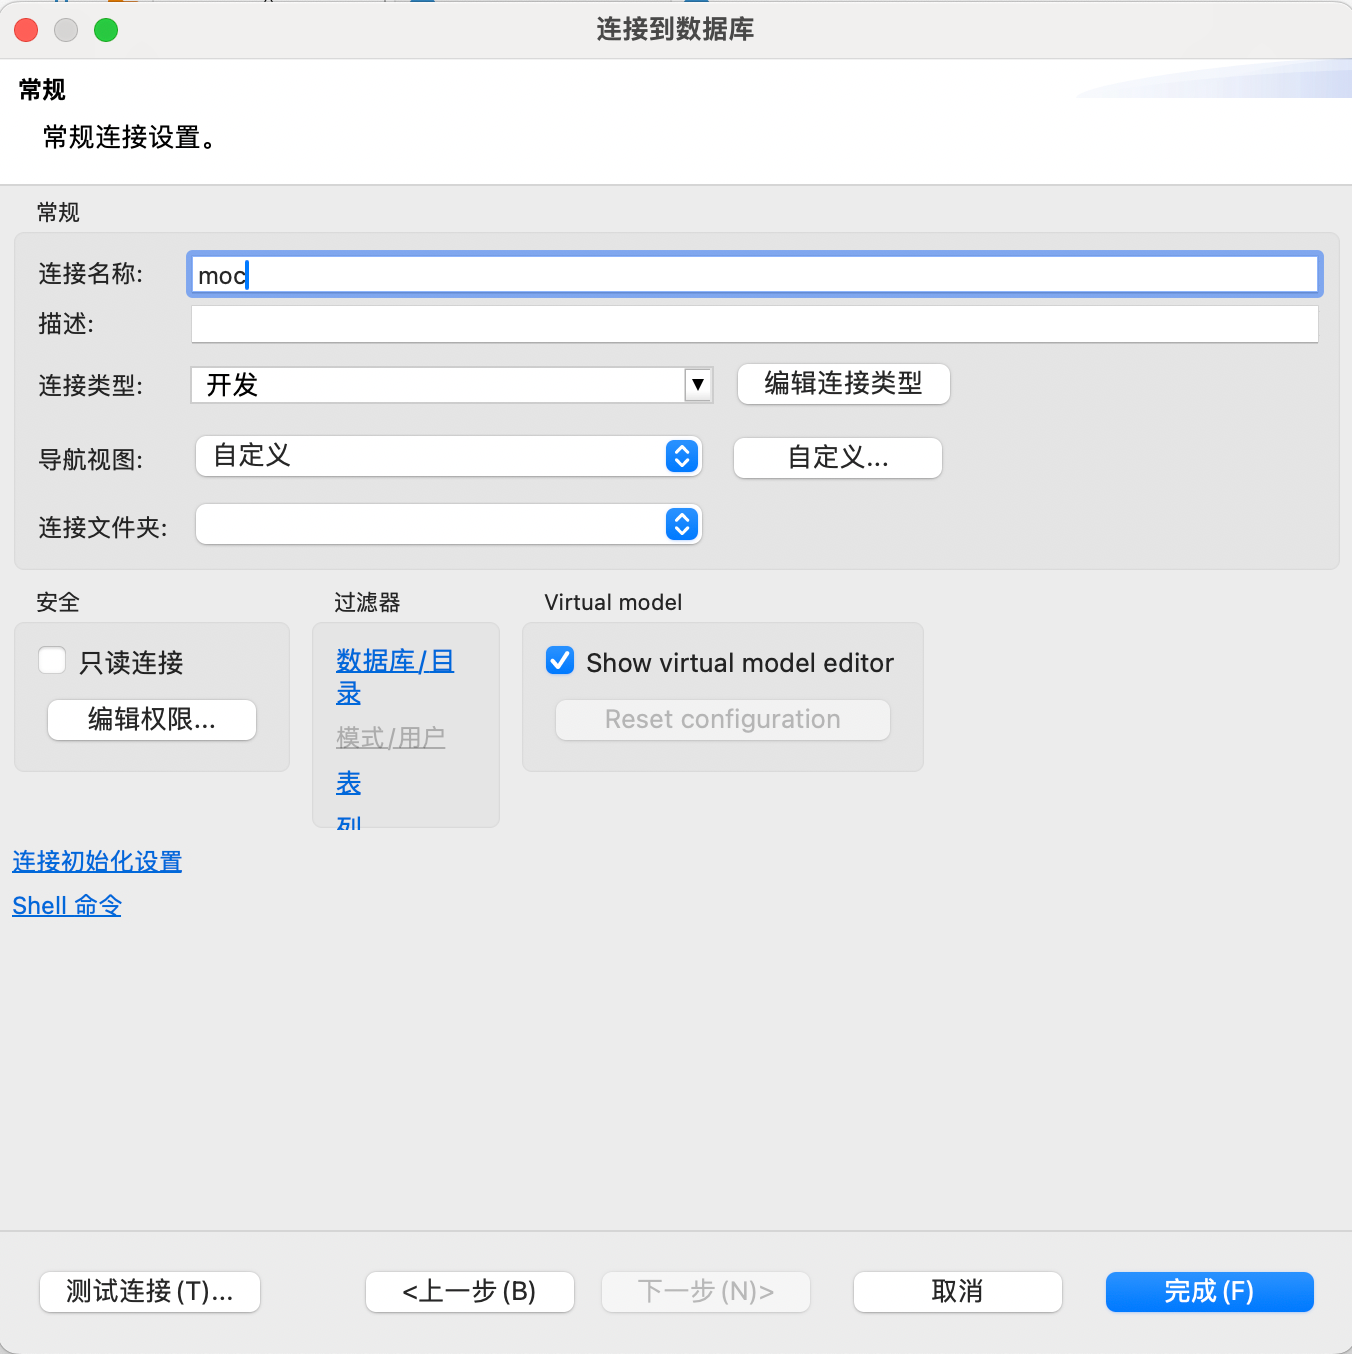 连接到数据库
常规
常规连接设置。
常规
连接名称: moc
描述:
连接类型: 开发 编辑连接类型
导航视图: 自定义 自定义...
连接文件夹:
安全 过滤器 Virtual model
只读连接 数据库/目 Show virtual model editor
录
编辑权限... Reset configuration
模式/用户
表
列
连接初始化设置
Shell 命令
测试连接(T)... <上一步(B) 下一步(N)> 取消 完成(F)